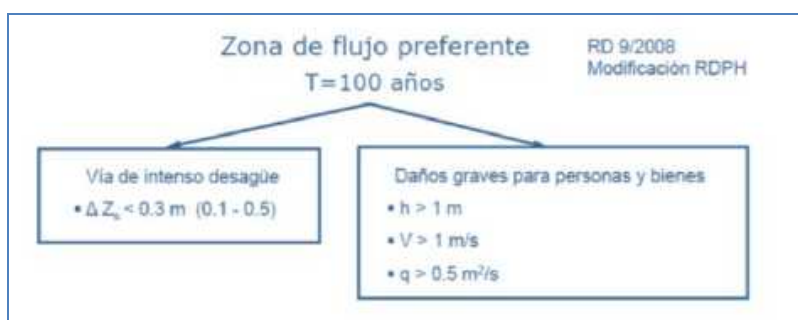 Zona de flujo preferente
T=100 años
RD 9/2008
Modificación RDPH
Vía de intenso desagüe
• Δ Zₖ < 0.3 m (0.1 - 0.5)
Daños graves para personas y bienes
• h > 1 m
• V > 1 m/s
• q > 0.5 m²/s